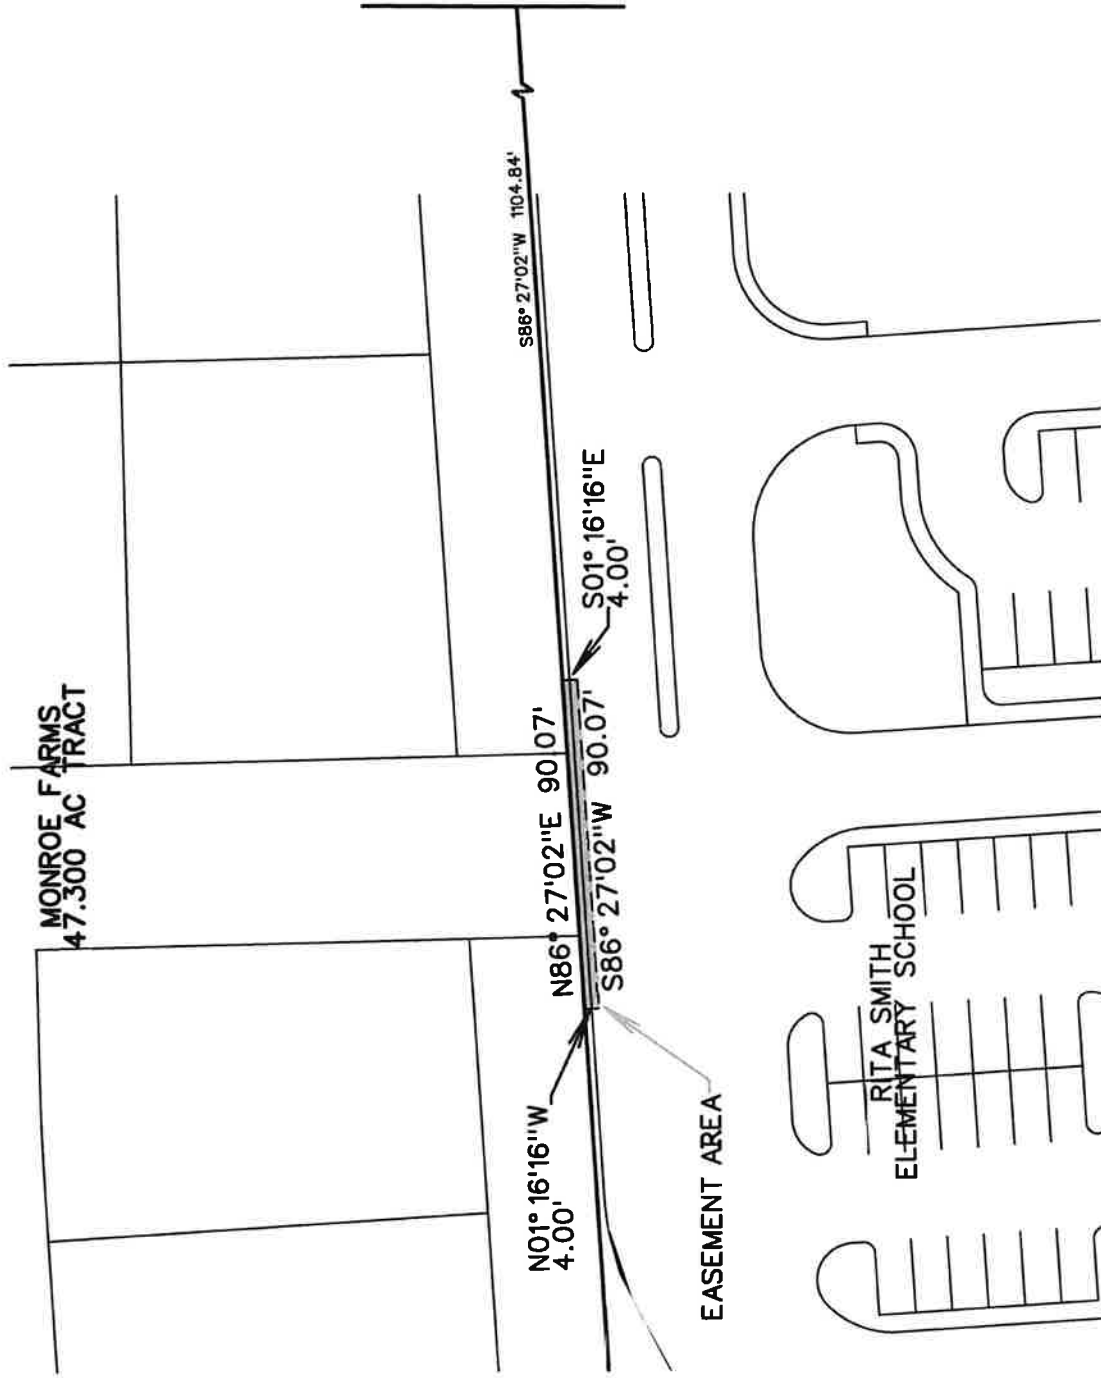 MONROE FARMS
47.300 AC TRACT
S86°27'02"W 1104.84'
S01°16'16"E
4.00'
N86°27'02"E 90.07'
S86°27'02"W 90.07'
N01°16'16"W
4.00'
EASEMENT AREA
RITA SMITH
ELEMENTARY SCHOOL